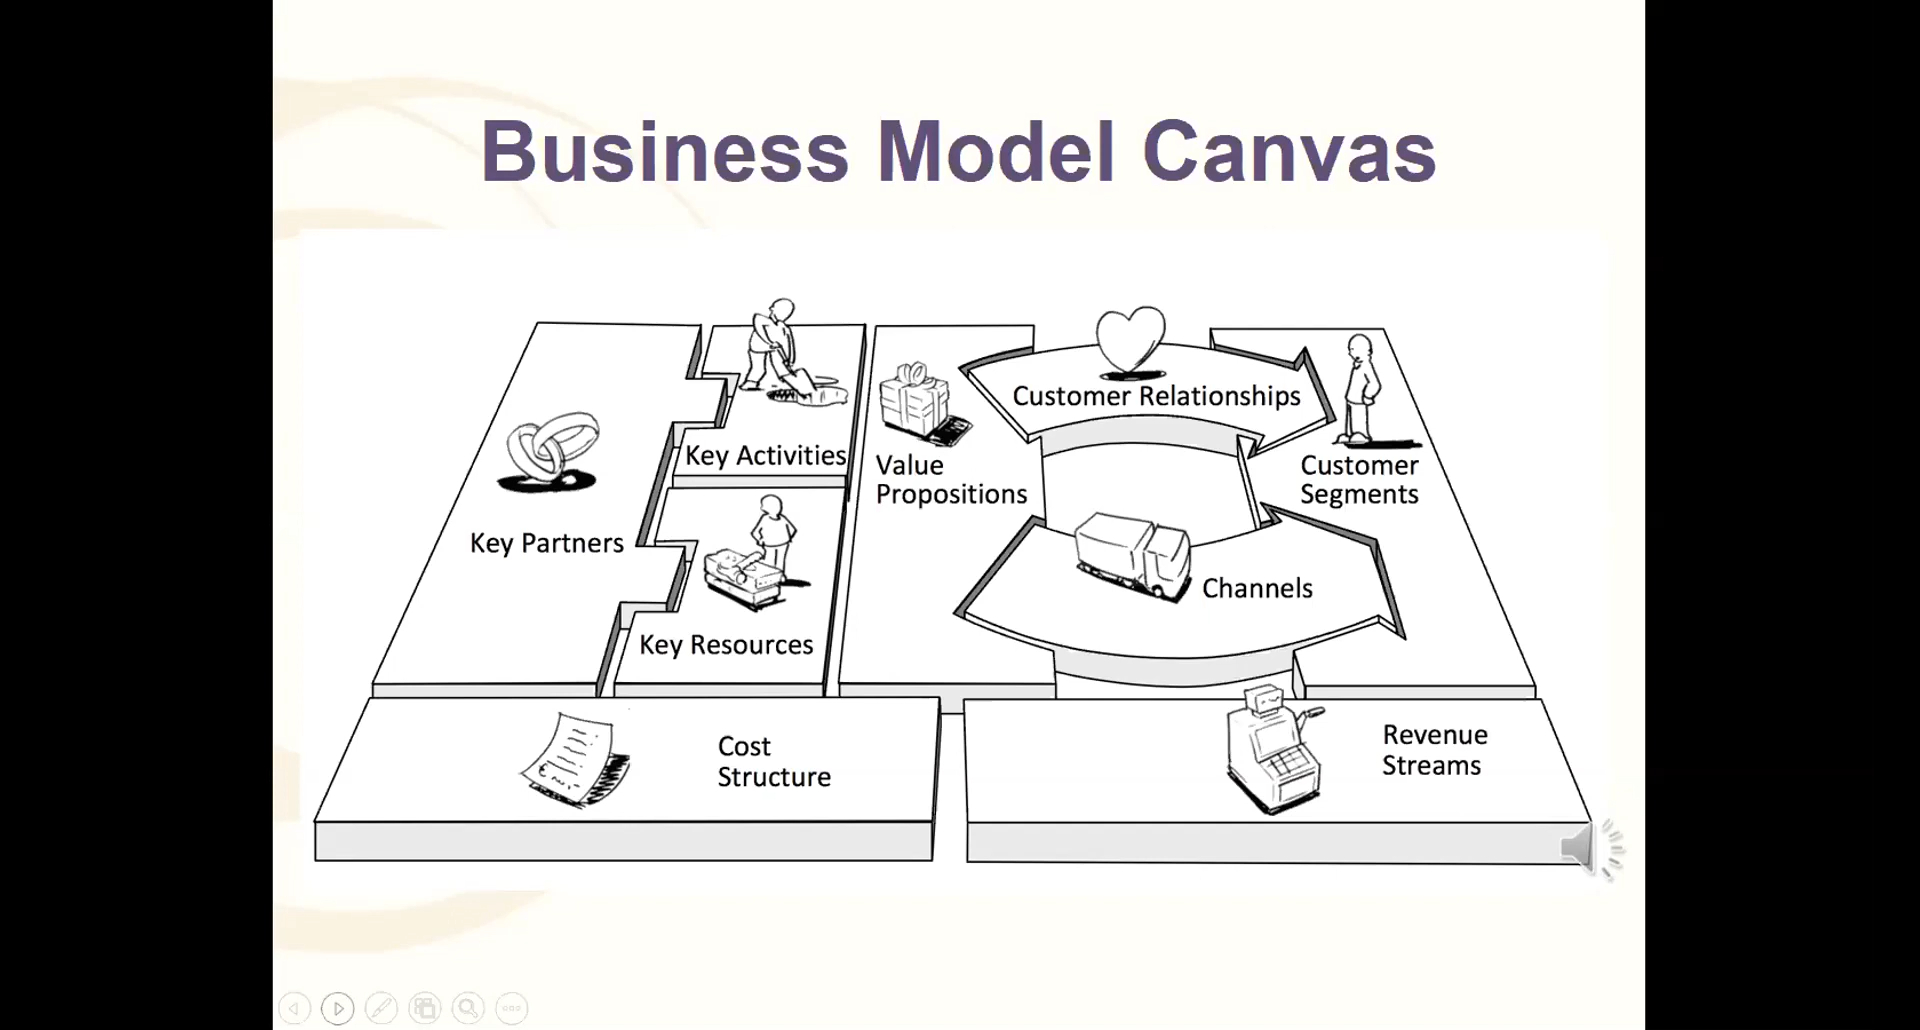 Business Model Canvas
Key Partners
Key Activities
Key Resources
Value
Propositions
Customer Relationships
Channels
Customer
Segments
Cost
Structure
Revenue
Streams